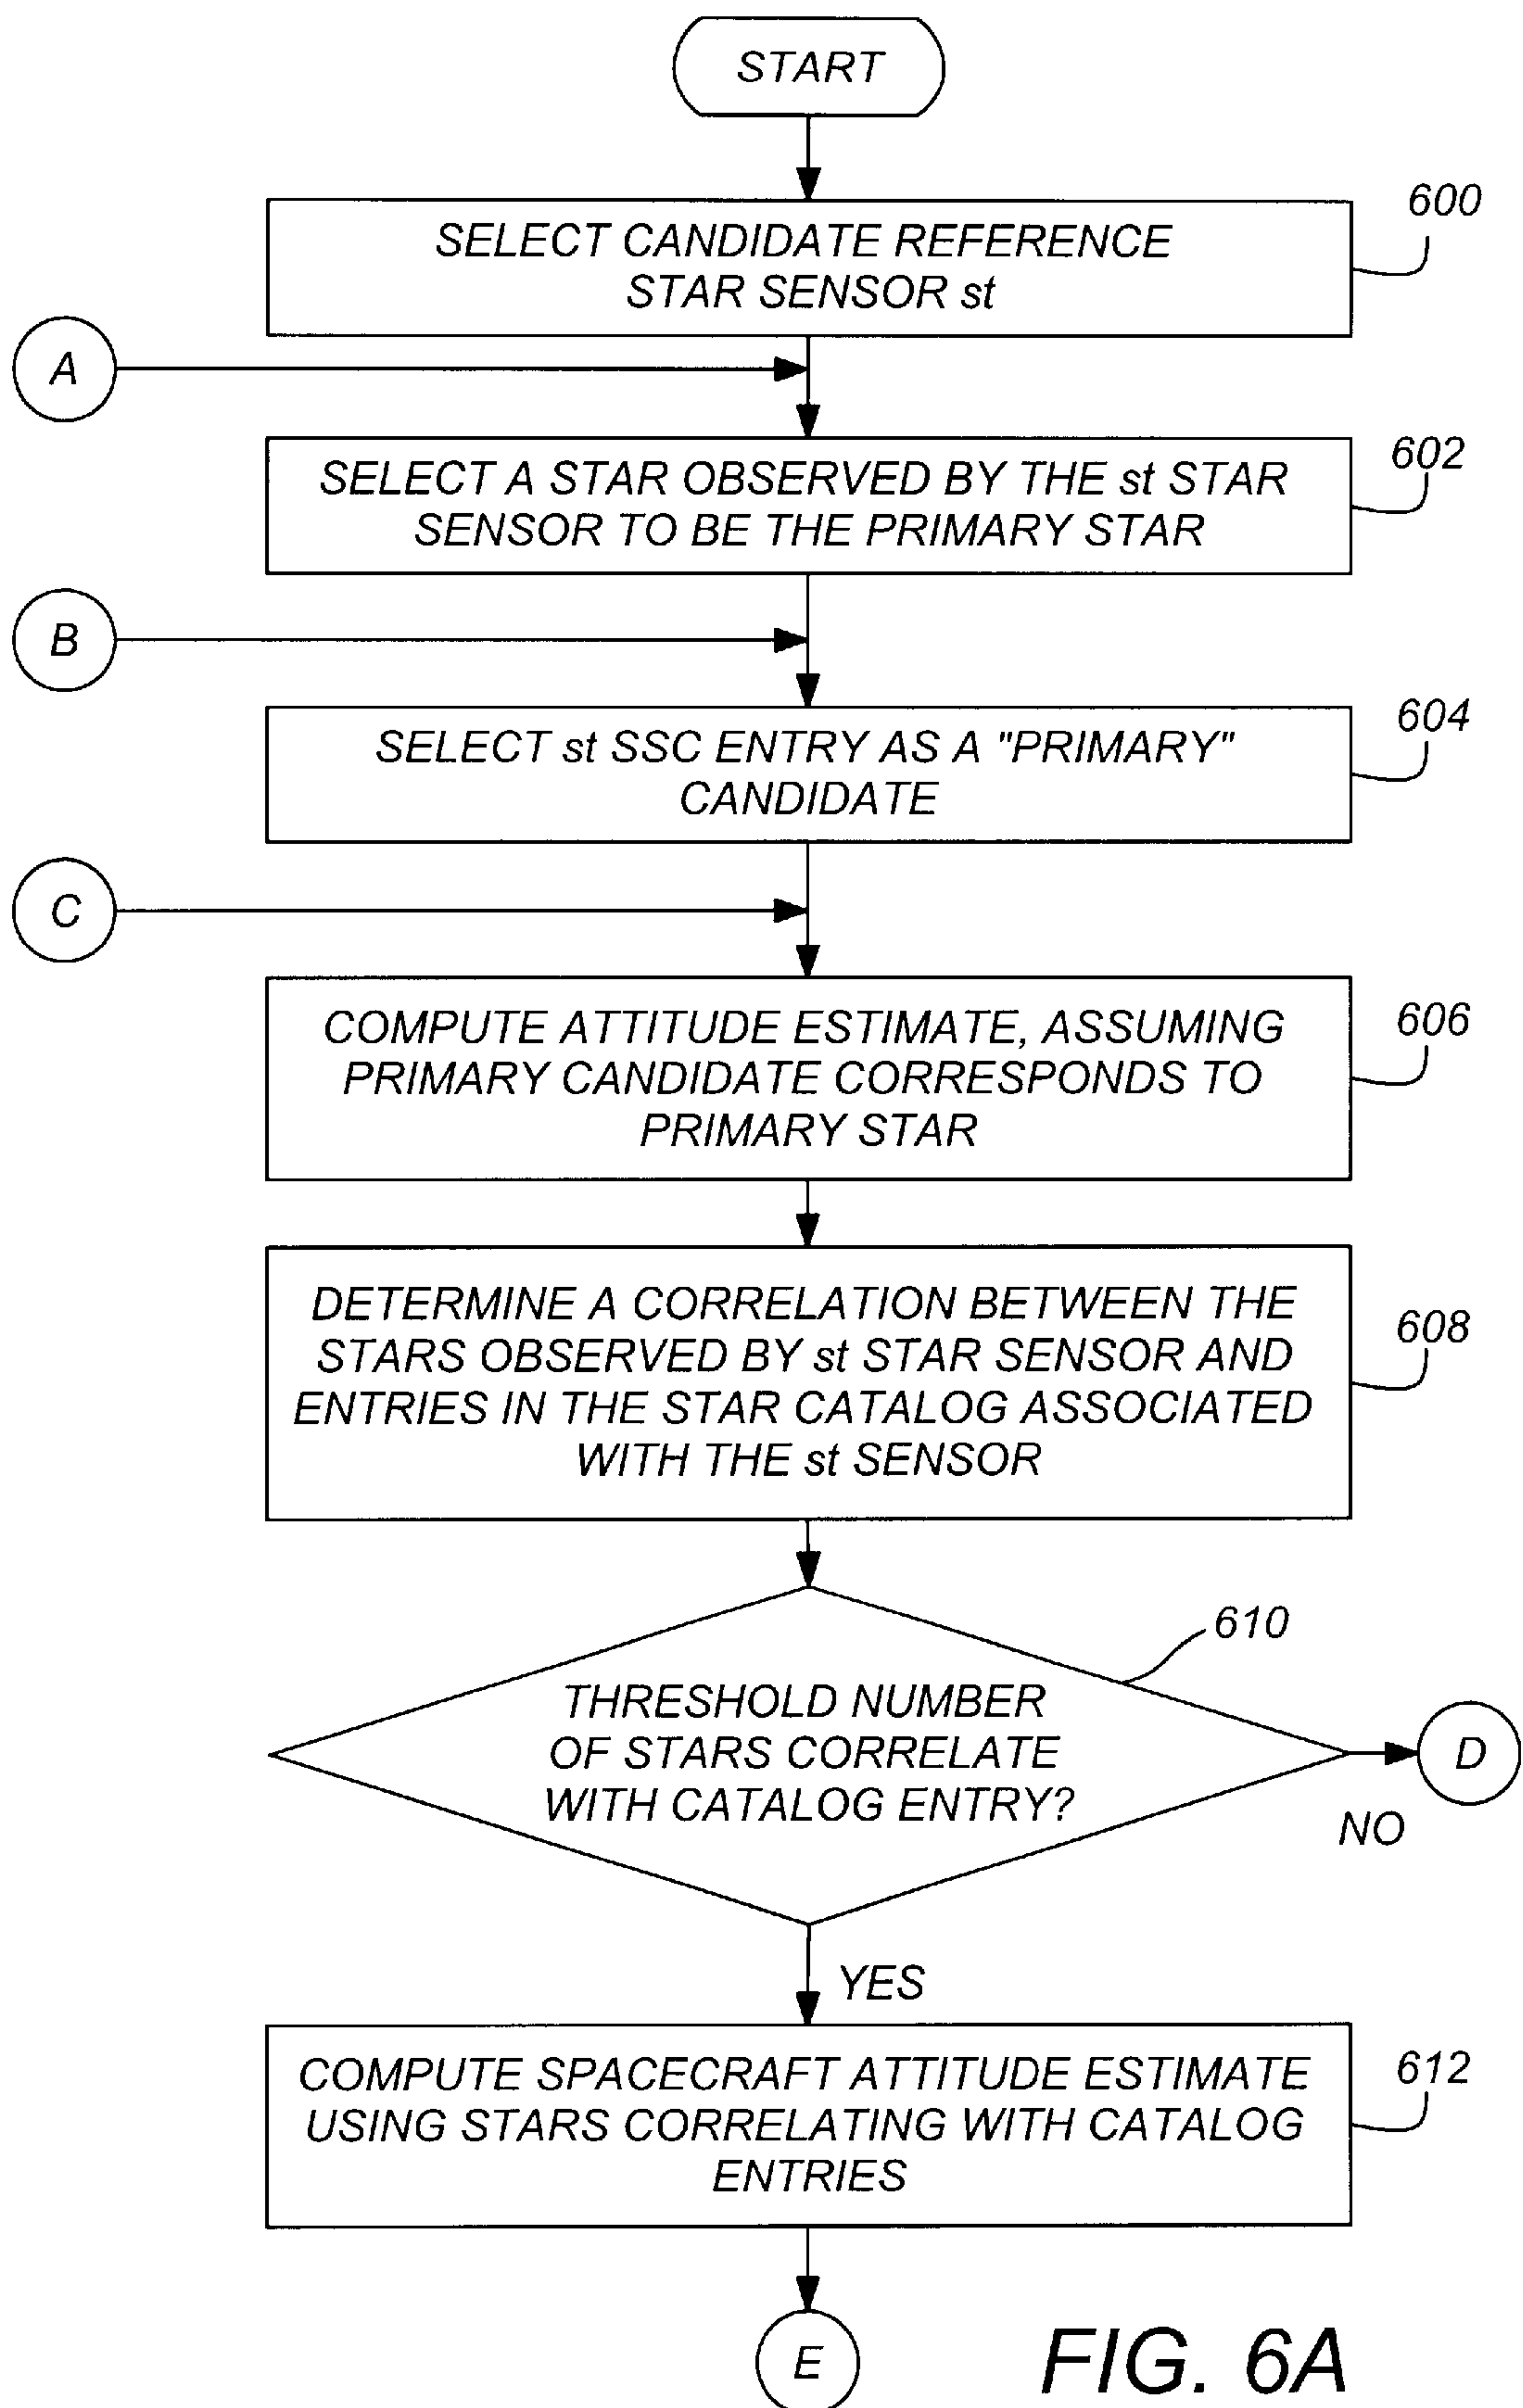 START
600
SELECT CANDIDATE REFERENCE
STAR SENSOR st
A
602
SELECT A STAR OBSERVED BY THE st STAR
SENSOR TO BE THE PRIMARY STAR
B
604
SELECT st SSC ENTRY AS A "PRIMARY"
CANDIDATE
C
606
COMPUTE ATTITUDE ESTIMATE, ASSUMING
PRIMARY CANDIDATE CORRESPONDS TO
PRIMARY STAR
608
DETERMINE A CORRELATION BETWEEN THE
STARS OBSERVED BY st STAR SENSOR AND
ENTRIES IN THE STAR CATALOG ASSOCIATED
WITH THE st SENSOR
610
THRESHOLD NUMBER
OF STARS CORRELATE
WITH CATALOG ENTRY?
D
NO
YES
612
COMPUTE SPACECRAFT ATTITUDE ESTIMATE
USING STARS CORRELATING WITH CATALOG
ENTRIES
E
FIG. 6A